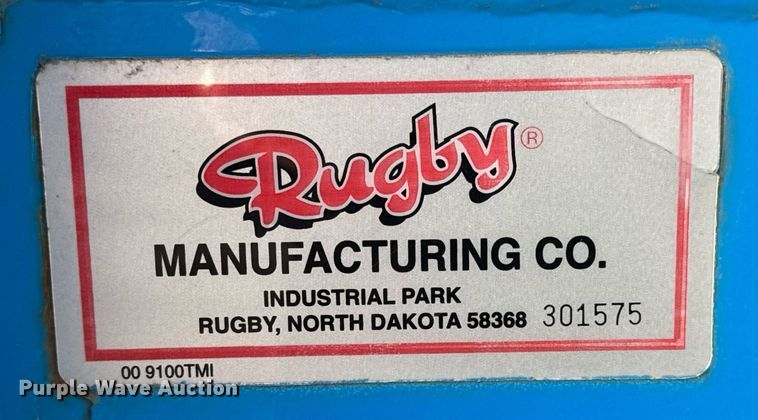 Rugby®
MANUFACTURING CO.
INDUSTRIAL PARK
RUGBY, NORTH DAKOTA 58368 301575
00 9100TMI
Purple Wave Auction